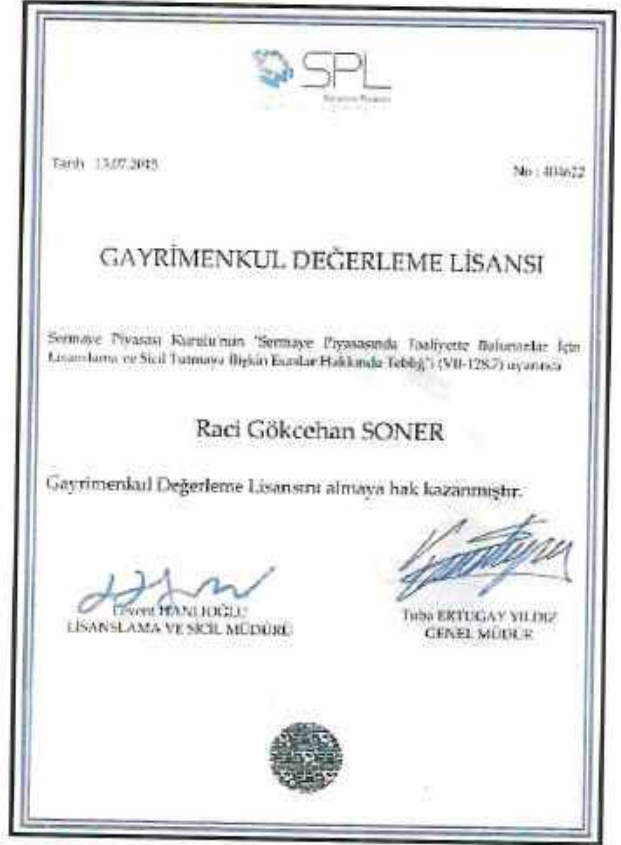 SPL
Tarih : 13.07.2015
No : 404622
GAYRİMENKUL DEĞERLEME LİSANSI
Sermaye Piyasası Kurulu'nun "Sermaye Piyasasında Faaliyette Bulunanlar İçin
Lisanslama ve Sicil Tutmaya İlişkin Esaslar Hakkında Tebliğ"i (VII-128.7) uyarınca
Raci Gökcehan SONER
Gayrimenkul Değerleme Lisansını almaya hak kazanmıştır.
Levent HANLIOĞLU
LİSANSLAMA VE SİCİL MÜDÜRÜ
Tuba ERTUGAY YILDIZ
GENEL MÜDÜR